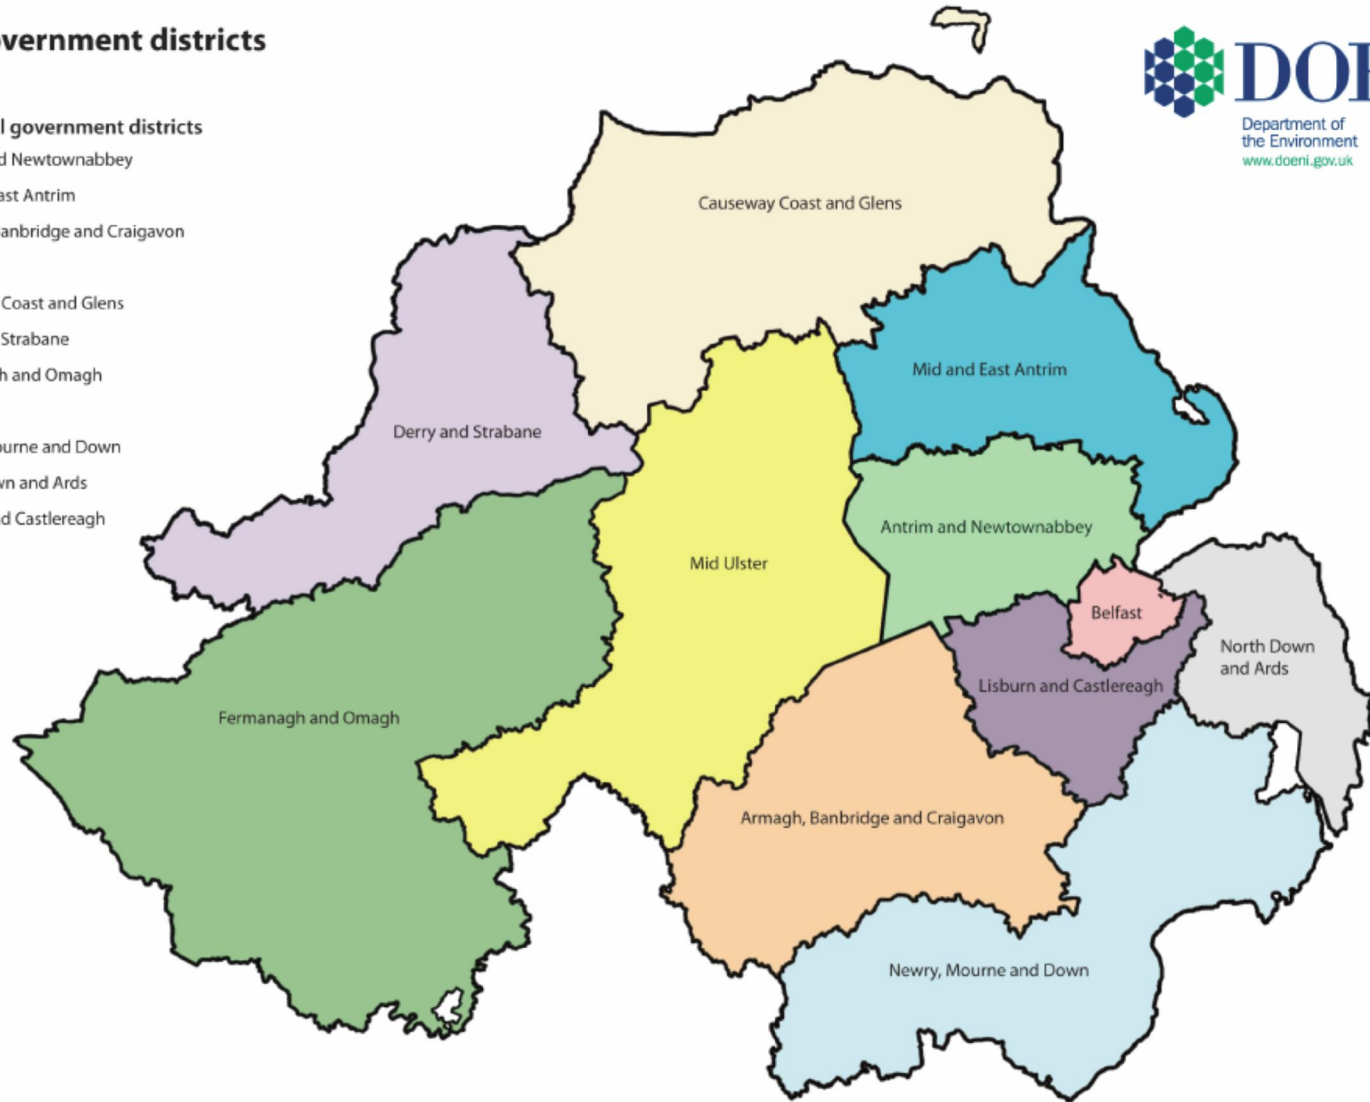 overnment districts
l government districts
d Newtownabbey
ast Antrim
anbridge and Craigavon
Coast and Glens
Strabane
h and Omagh
ourne and Down
wn and Ards
d Castlereagh
DOE
Department of
the Environment
www.doeni.gov.uk
Causeway Coast and Glens
Mid and East Antrim
Derry and Strabane
Antrim and Newtownabbey
Mid Ulster
Belfast
North Down
and Ards
Lisburn and Castlereagh
Fermanagh and Omagh
Armagh, Banbridge and Craigavon
Newry, Mourne and Down